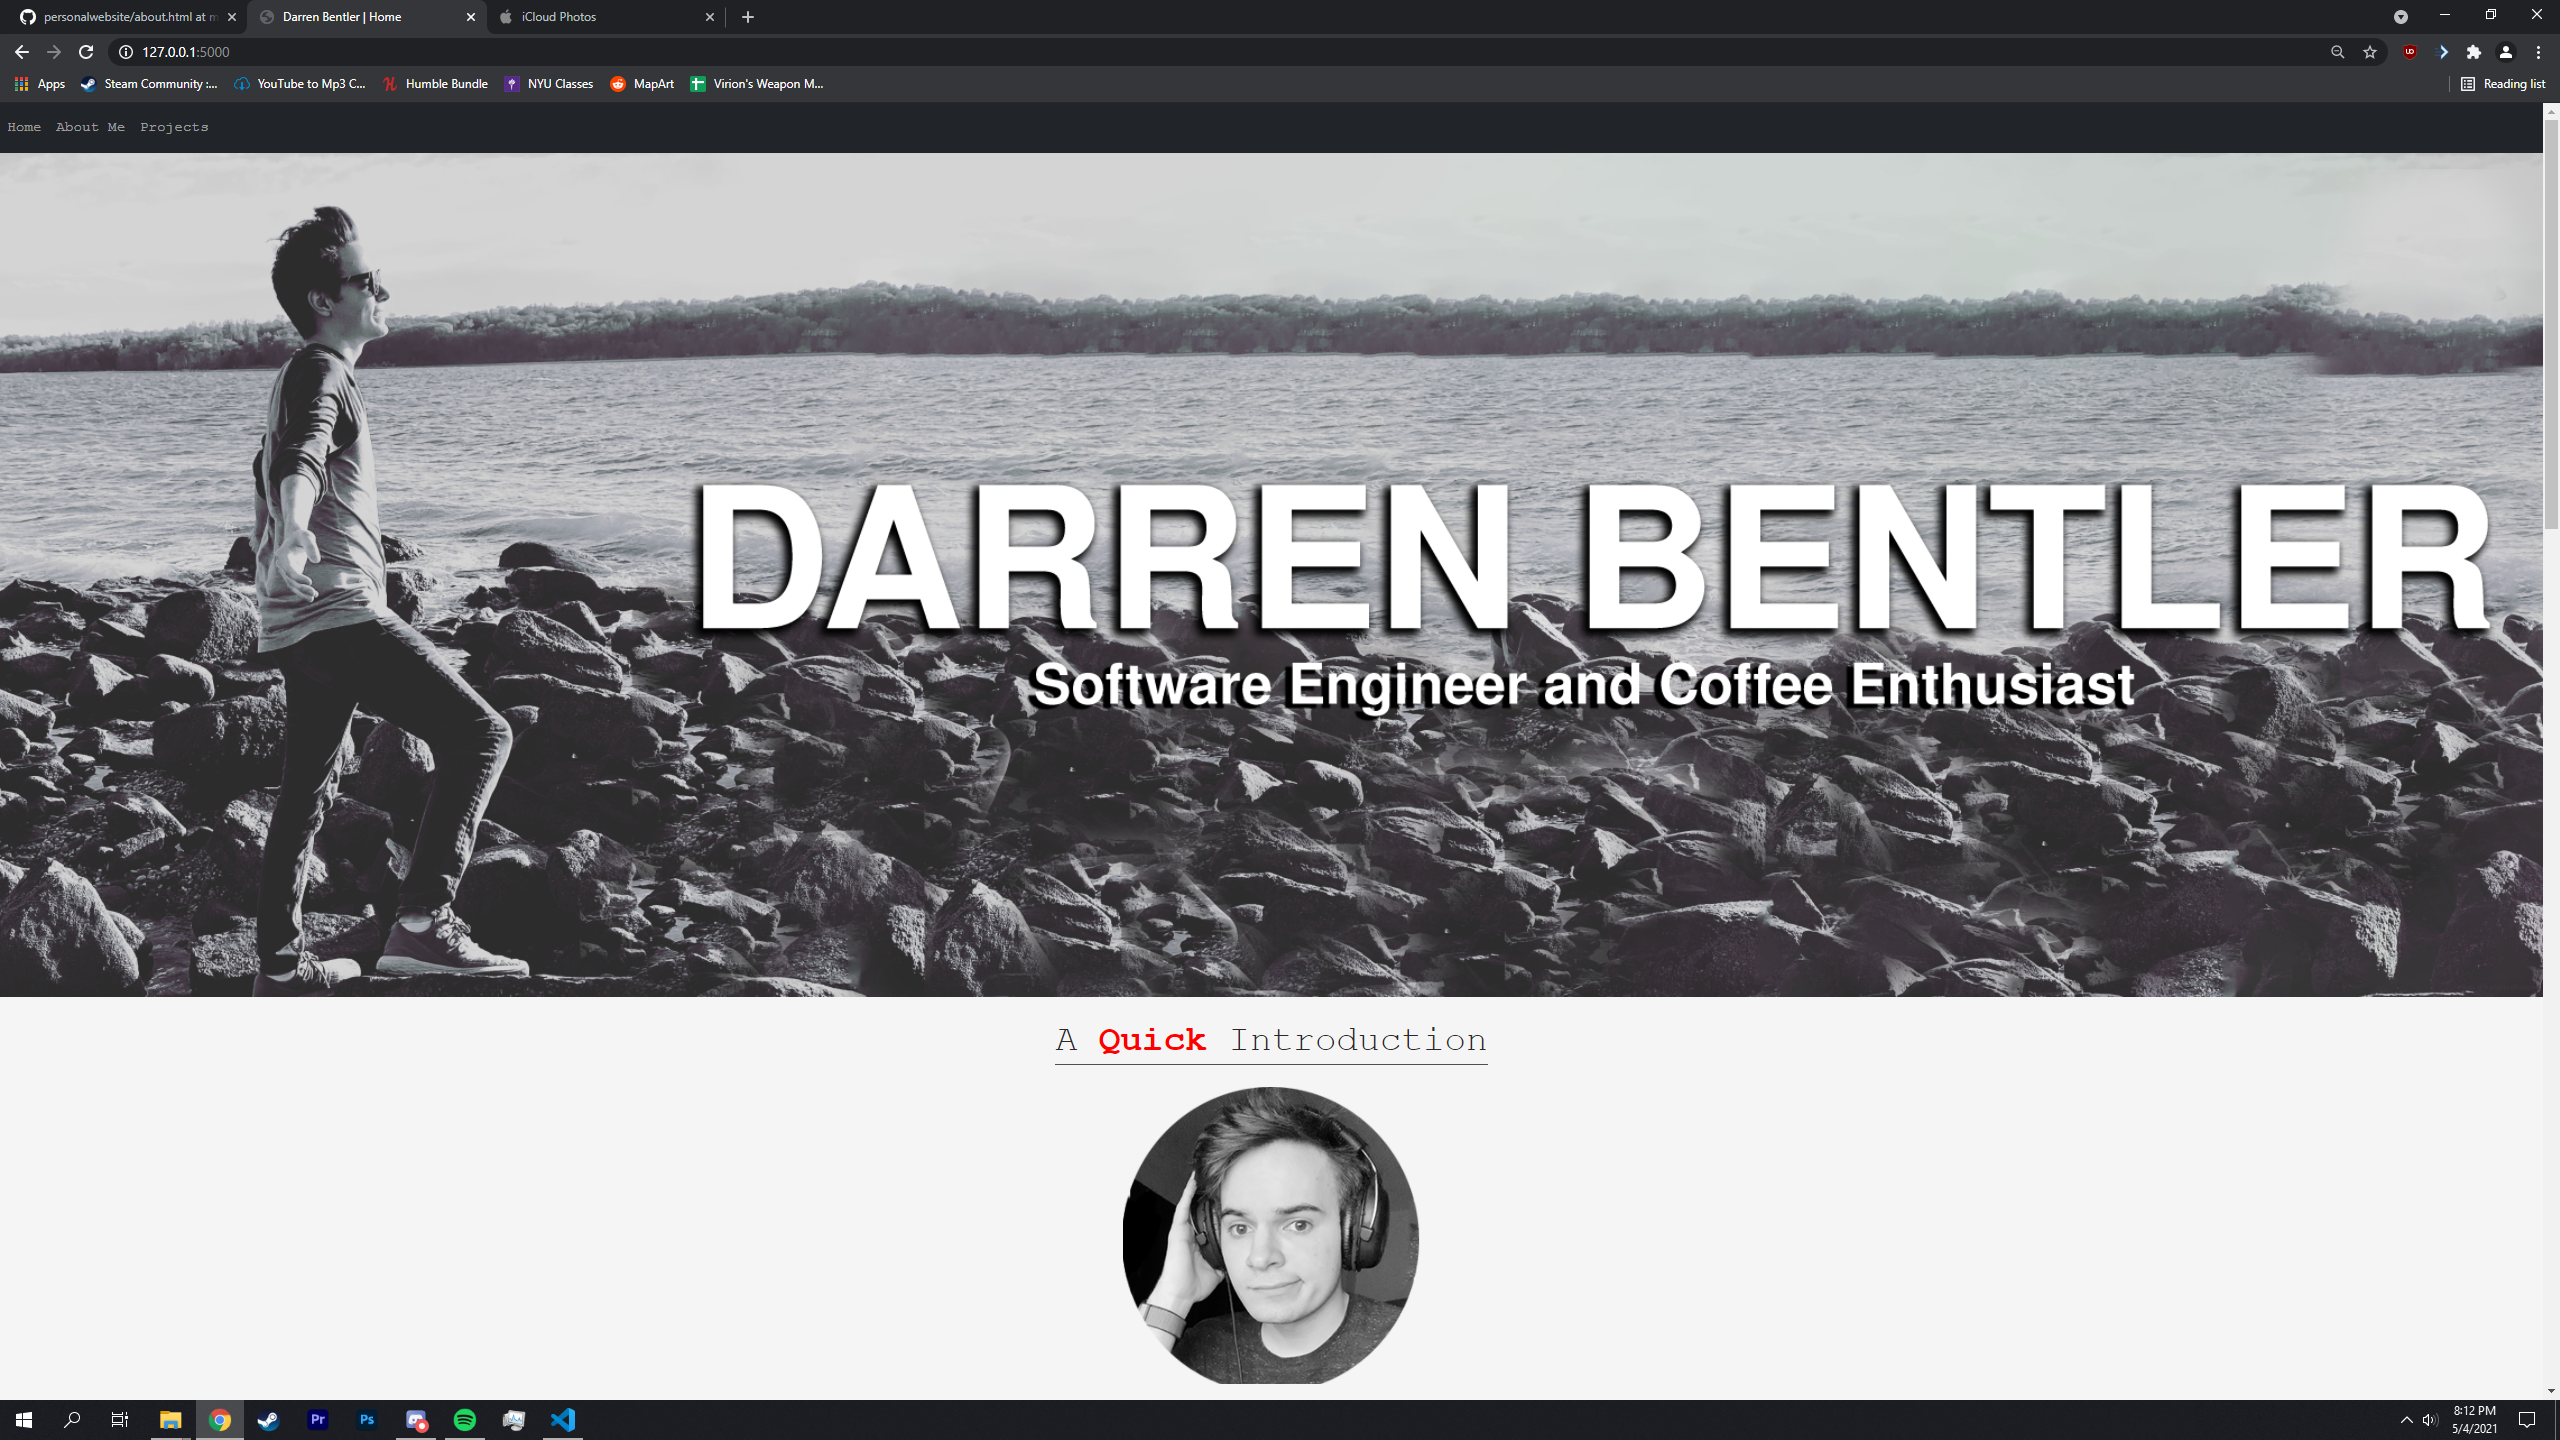 personalwebsite/about.html at m
Darren Bentler | Home
iCloud Photos
127.0.0.1:5000
Apps
Steam Community :...
YouTube to Mp3 C...
Humble Bundle
NYU Classes
MapArt
Virion's Weapon M...
Reading list
Home About Me Projects
DARREN BENTLER
Software Engineer and Coffee Enthusiast
A Quick Introduction
Pr
Ps
8:12 PM
5/4/2021